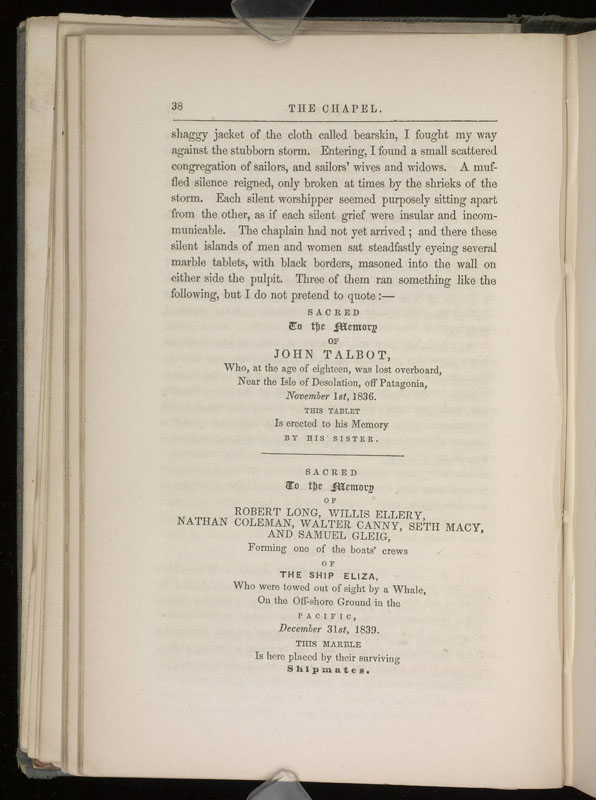 38
THE CHAPEL.
shaggy jacket of the cloth called bearskin, I fought my way
against the stubborn storm. Entering, I found a small scattered
congregation of sailors, and sailors' wives and widows. A muf-
fled silence reigned, only broken at times by the shrieks of the
storm. Each silent worshipper seemed purposely sitting apart
from the other, as if each silent grief were insular and incom-
municable. The chaplain had not yet arrived; and there these
silent islands of men and women sat steadfastly eyeing several
marble tablets, with black borders, masoned into the wall on
either side the pulpit. Three of them ran something like the
following, but I do not pretend to quote:—
SACRED
To the Memory
OF
JOHN TALBOT,
Who, at the age of eighteen, was lost overboard,
Near the Isle of Desolation, off Patagonia,
November 1st, 1836.
THIS TABLET
Is erected to his Memory
BY HIS SISTER.
SACRED
To the Memory
OF
ROBERT LONG, WILLIS ELLERY,
NATHAN COLEMAN, WALTER CANNY, SETH MACY,
AND SAMUEL GLEIG,
Forming one of the boats' crews
OF
THE SHIP ELIZA,
Who were towed out of sight by a Whale,
On the Off-shore Ground in the
PACIFIC,
December 31st, 1839.
THIS MARBLE
Is here placed by their surviving
Shipmates.